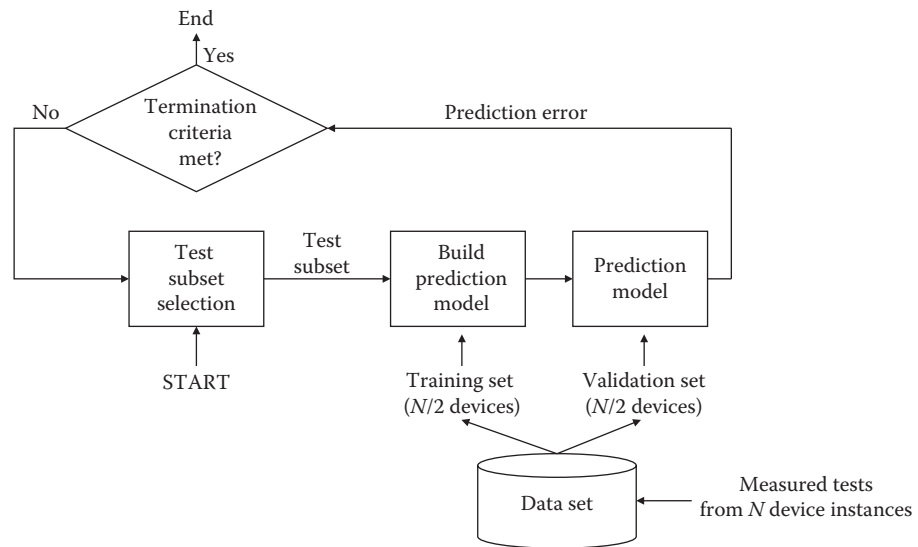 End
Yes
No
Termination
criteria
met?
Prediction error
Test
subset
selection
Test
subset
Build
prediction
model
Prediction
model
START
Training set
(N/2 devices)
Validation set
(N/2 devices)
Data set
Measured tests
from N device instances